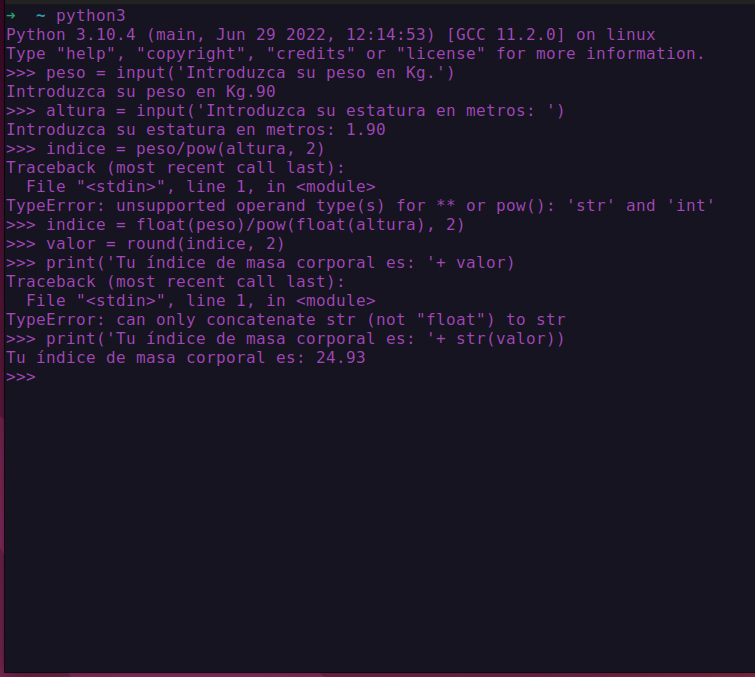 →  ~ python3
Python 3.10.4 (main, Jun 29 2022, 12:14:53) [GCC 11.2.0] on linux
Type "help", "copyright", "credits" or "license" for more information.
>>> peso = input('Introduzca su peso en Kg.')
Introduzca su peso en Kg.90
>>> altura = input('Introduzca su estatura en metros: ')
Introduzca su estatura en metros: 1.90
>>> indice = peso/pow(altura, 2)
Traceback (most recent call last):
  File "<stdin>", line 1, in <module>
TypeError: unsupported operand type(s) for ** or pow(): 'str' and 'int'
>>> indice = float(peso)/pow(float(altura), 2)
>>> valor = round(indice, 2)
>>> print('Tu índice de masa corporal es: '+ valor)
Traceback (most recent call last):
  File "<stdin>", line 1, in <module>
TypeError: can only concatenate str (not "float") to str
>>> print('Tu índice de masa corporal es: '+ str(valor))
Tu índice de masa corporal es: 24.93
>>>